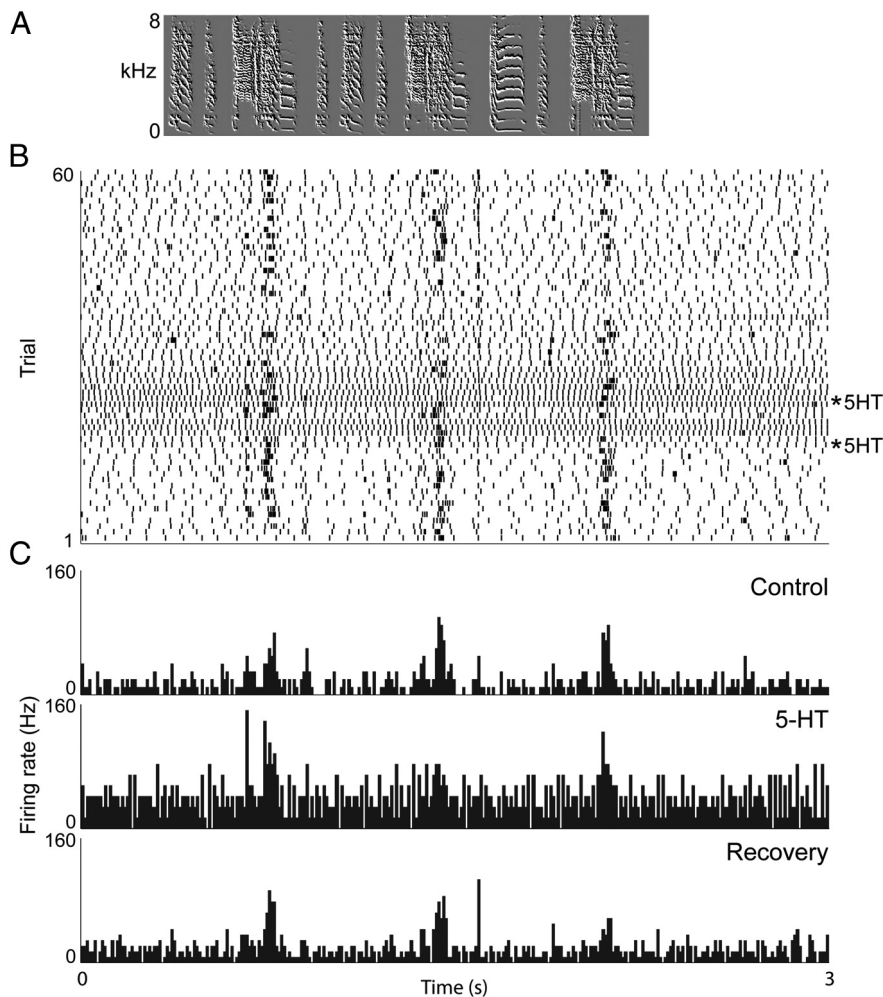 A
8
kHz
0
B
60
Trial
*5HT
*5HT
1
C
160
Control
0
160
5-HT
Firing rate (Hz)
0
160
Recovery
0
0
Time (s)
3